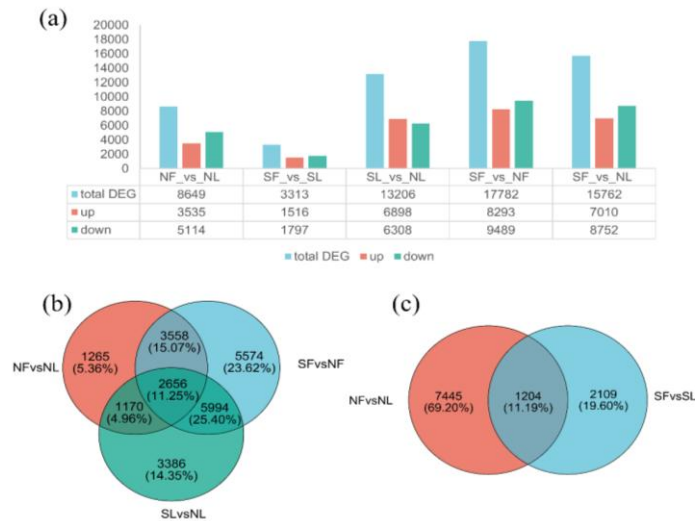 (a)
20000
18000
16000
14000
12000
10000
8000
6000
4000
2000
0
NF_vs_NL SF_vs_SL SL_vs_NL SF_vs_NF SF_vs_NL
total DEG 8649 3313 13206 17782 15762
up 3535 1516 6898 8293 7010
down 5114 1797 6308 9489 8752
total DEG up down
(b)
NFvsNL
SFvsNF
SLvsNL
1265
(5.36%)
3558
(15.07%)
5574
(23.62%)
2656
(11.25%)
1170
(4.96%)
5994
(25.40%)
3386
(14.35%)
(c)
NFvsNL
SFvsSL
7445
(69.20%)
1204
(11.19%)
2109
(19.60%)